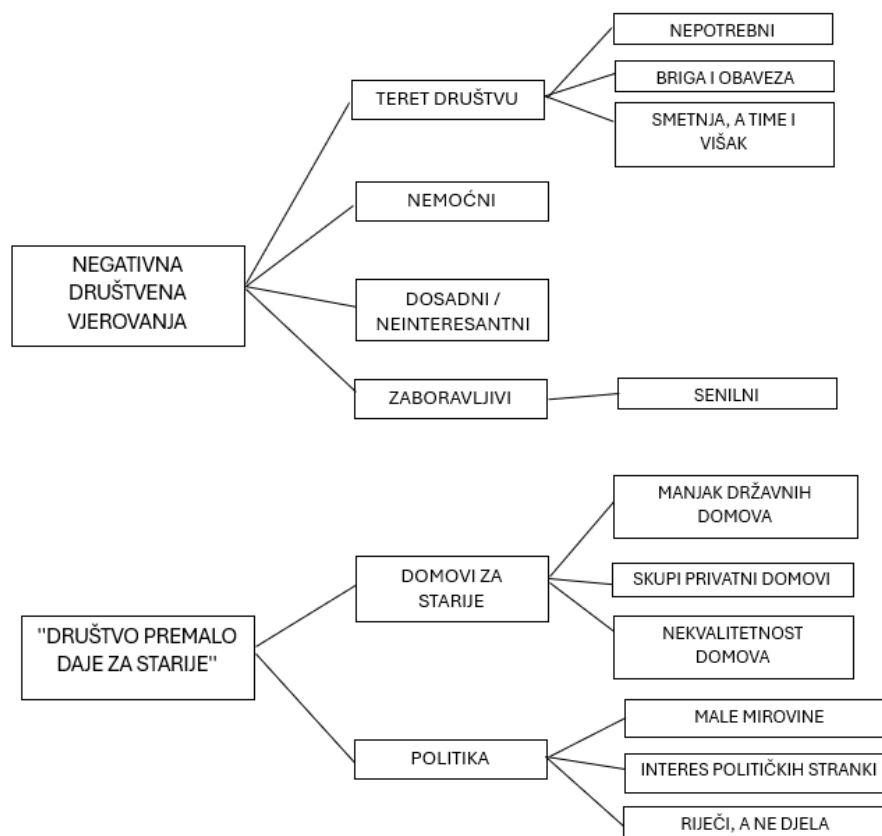 NEGATIVNA
DRUŠTVENA
VJEROVANJA
TERET DRUŠTVU
NEPOTREBNI
BRIGA I OBAVEZA
SMETNJA, A TIME I
VIŠAK
NEMOĆNI
DOSADNI /
NEINTERESANTNI
ZABORAVLJIVI
SENILNI
"DRUŠTVO PREMALO
DAJE ZA STARIJE"
DOMOVI ZA
STARIJE
MANJAK DRŽAVNIH
DOMOVA
SKUPI PRIVATNI DOMOVI
NEKVALITETNOST
DOMOVA
POLITIKA
MALE MIROVINE
INTERES POLITIČKIH STRANKI
RIJEČI, A NE DJELA